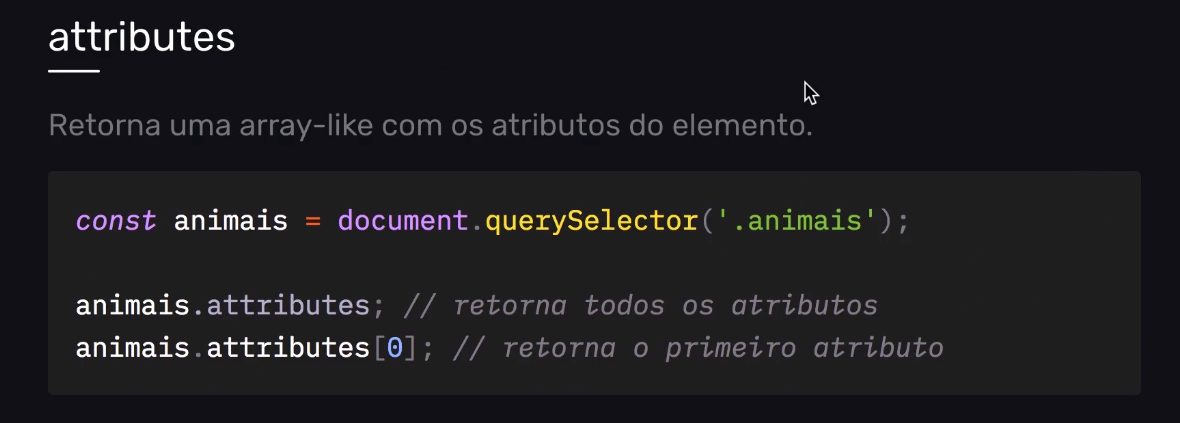 attributes
Retorna uma array-like com os atributos do elemento.
const animais = document.querySelector('.animais');
animais.attributes; // retorna todos os atributos
animais.attributes[0]; // retorna o primeiro atributo